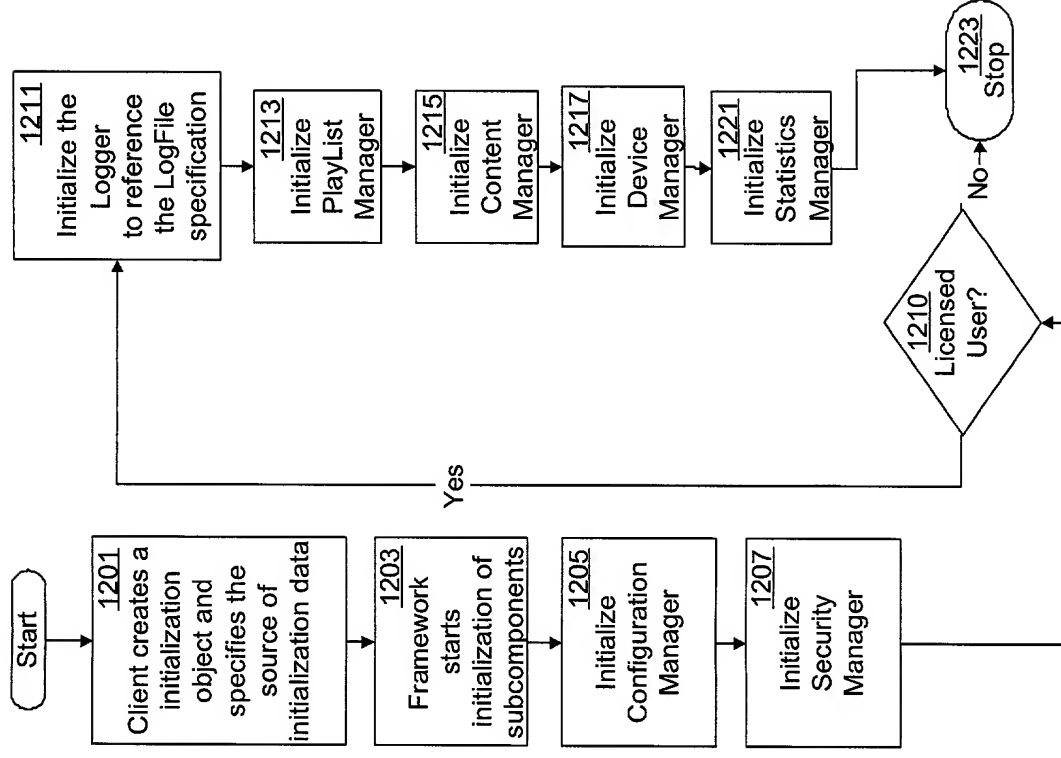 Start
1201
Client creates a
initialization
object and
specifies the
source of
initialization data
1203
Framework
starts
initialization of
subcomponents
1205
Initialize
Configuration
Manager
1207
Initialize
Security
Manager
1210
Licensed
User?
Yes
No
1211
Initialize the
Logger
to reference
the LogFile
specification
1213
Initialize
PlayList
Manager
1215
Initialize
Content
Manager
1217
Initialize
Device
Manager
1221
Initialize
Statistics
Manager
1223
Stop